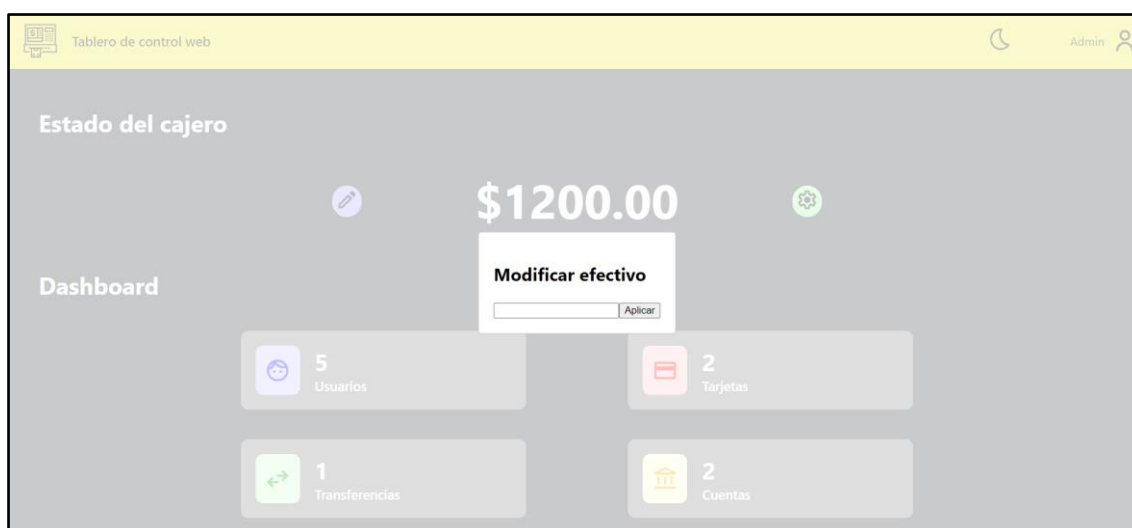 Tablero de control web
Admin
Estado del cajero
$1200.00
Modificar efectivo
Aplicar
Dashboard
5
Usuarios
2
Tarjetas
1
Transferencias
2
Cuentas